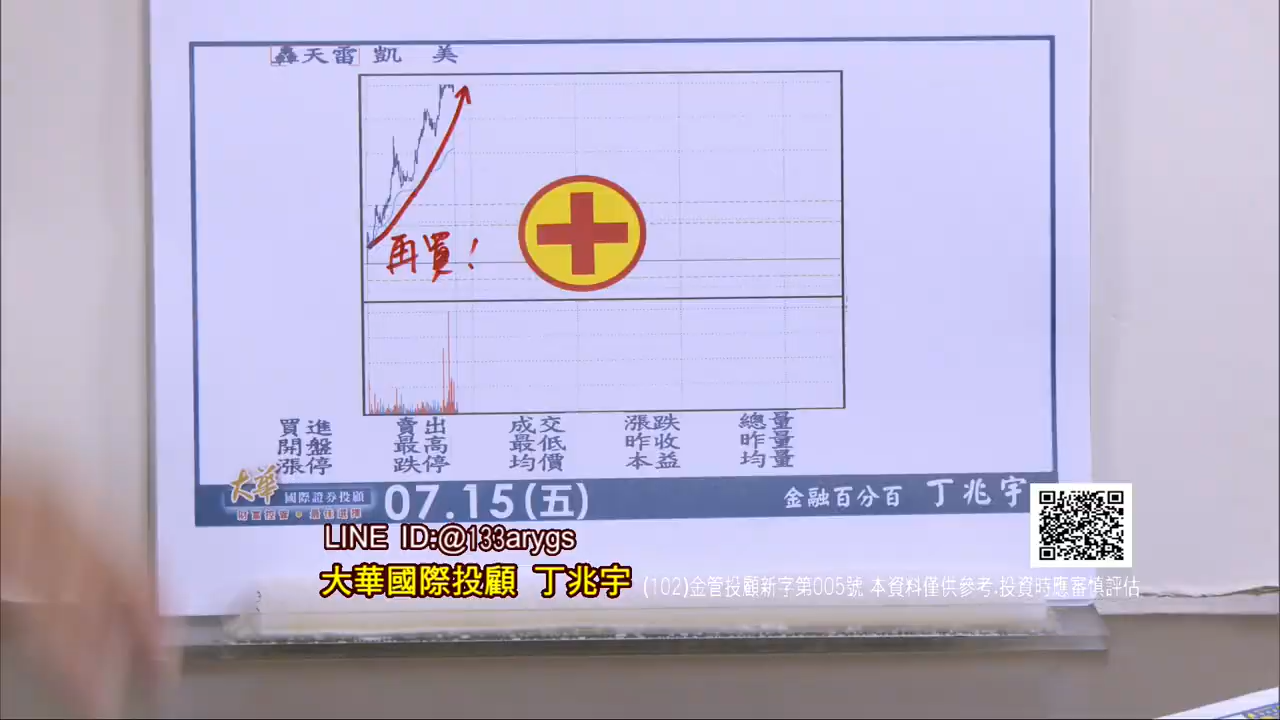 轟天雷 凱 美
再買!
買進 賣出 成交 漲跌 總量
開盤 最高 最低 昨收 昨量
漲停 跌停 均價 本益 均量
大華 國際證券投顧
07.15(五)
金融百分百 丁兆宇
LINE ID:@133arygs
大華國際投顧 丁兆宇
(102)金管投顧新字第005號 本資料僅供參考.投資時應審慎評估